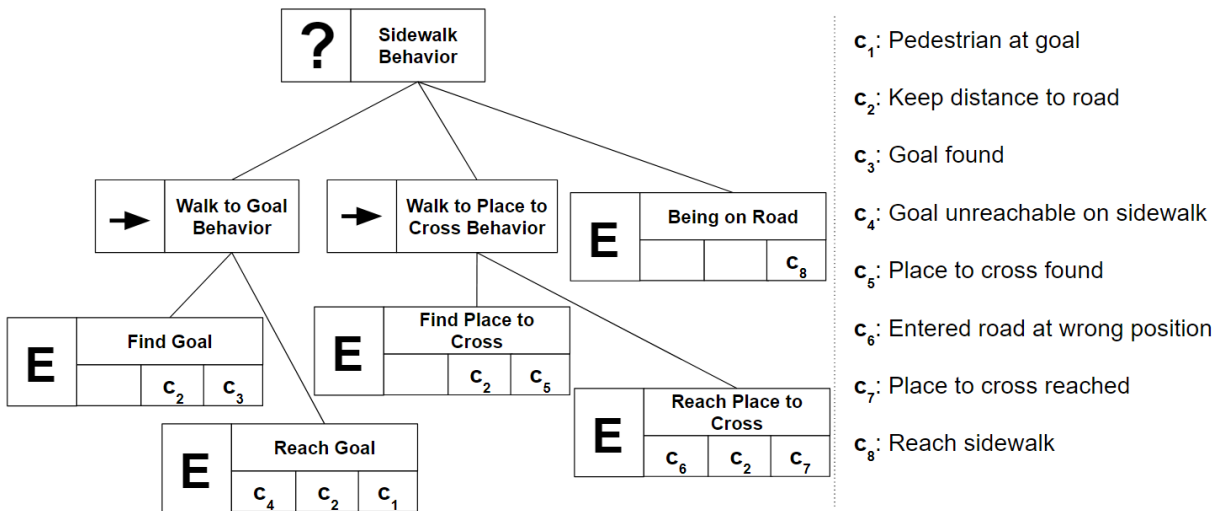 ?
Sidewalk
Behavior
Walk to Goal
Behavior
Walk to Place to
Cross Behavior
E
Being on Road
c₈
E
Find Goal
c₂ c₃
E
Find Place to
Cross
c₂ c₅
E
Reach Goal
c₄ c₂ c₁
E
Reach Place to
Cross
c₆ c₂ c₇
c₁: Pedestrian at goal
c₂: Keep distance to road
c₃: Goal found
c₄: Goal unreachable on sidewalk
c₅: Place to cross found
c₆: Entered road at wrong position
c₇: Place to cross reached
c₈: Reach sidewalk